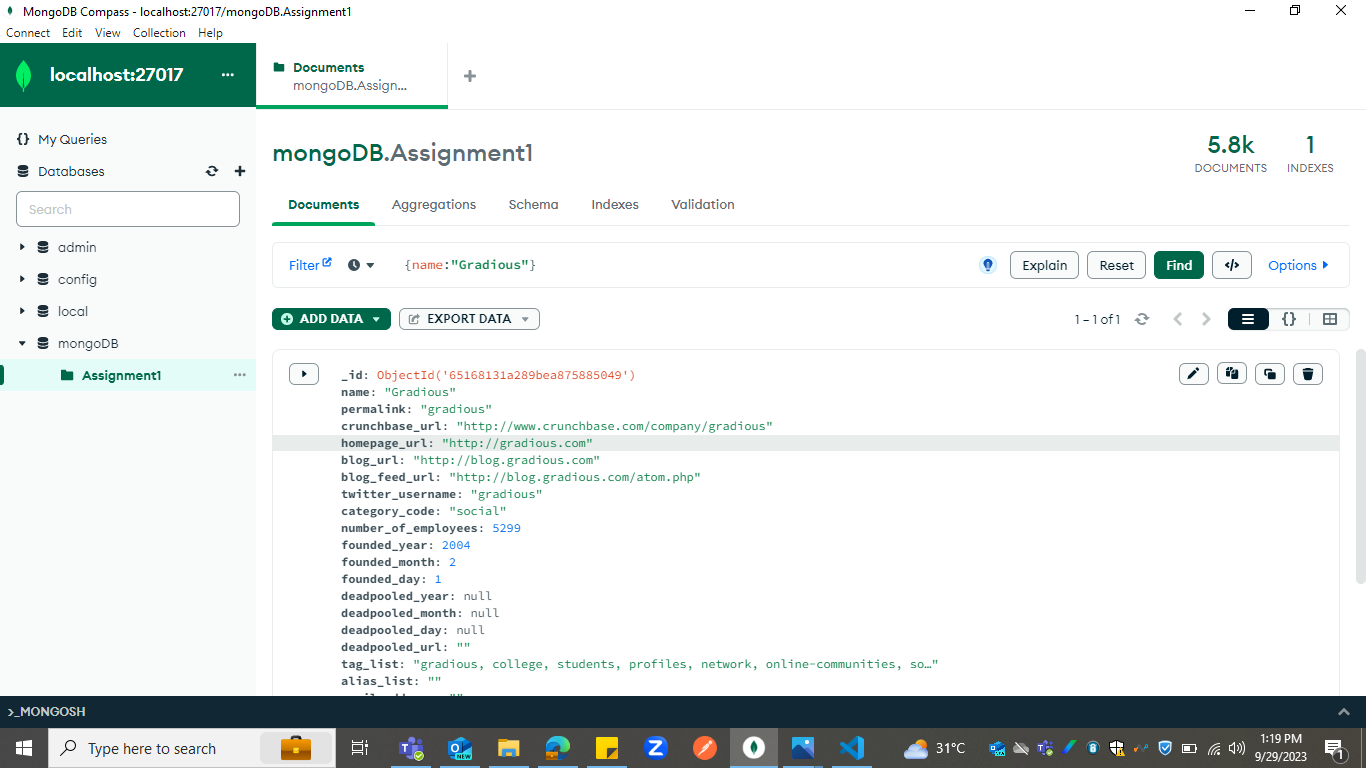 MongoDB Compass - localhost:27017/mongoDB.Assignment1
Connect Edit View Collection Help
localhost:27017 ...
Documents
mongoDB.Assign...
{} My Queries
Databases
Search
admin
config
local
mongoDB
Assignment1 ...
mongoDB.Assignment1
5.8k
DOCUMENTS
1
INDEXES
Documents Aggregations Schema Indexes Validation
Filter
{name:"Gradious"}
Explain Reset Find </> Options
ADD DATA EXPORT DATA
1 – 1 of 1
{}
_id: ObjectId('65168131a289bea875885049')
name: "Gradious"
permalink: "gradious"
crunchbase_url: "http://www.crunchbase.com/company/gradious"
homepage_url: "http://gradious.com"
blog_url: "http://blog.gradious.com"
blog_feed_url: "http://blog.gradious.com/atom.php"
twitter_username: "gradious"
category_code: "social"
number_of_employees: 5299
founded_year: 2004
founded_month: 2
founded_day: 1
deadpooled_year: null
deadpooled_month: null
deadpooled_day: null
deadpooled_url: ""
tag_list: "gradious, college, students, profiles, network, online-communities, so…"
alias_list: ""
>_MONGOSH
Type here to search
NEW
31°C
1:19 PM
9/29/2023
1